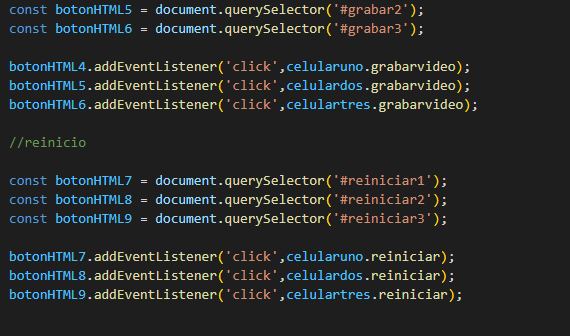 const botonHTML5 = document.querySelector('#grabar2');
const botonHTML6 = document.querySelector('#grabar3');
botonHTML4.addEventListener('click',celularuno.grabarvideo);
botonHTML5.addEventListener('click',celulardos.grabarvideo);
botonHTML6.addEventListener('click',celulartres.grabarvideo);
//reinicio
const botonHTML7 = document.querySelector('#reiniciar1');
const botonHTML8 = document.querySelector('#reiniciar2');
const botonHTML9 = document.querySelector('#reiniciar3');
botonHTML7.addEventListener('click',celularuno.reiniciar);
botonHTML8.addEventListener('click',celulardos.reiniciar);
botonHTML9.addEventListener('click',celulartres.reiniciar);